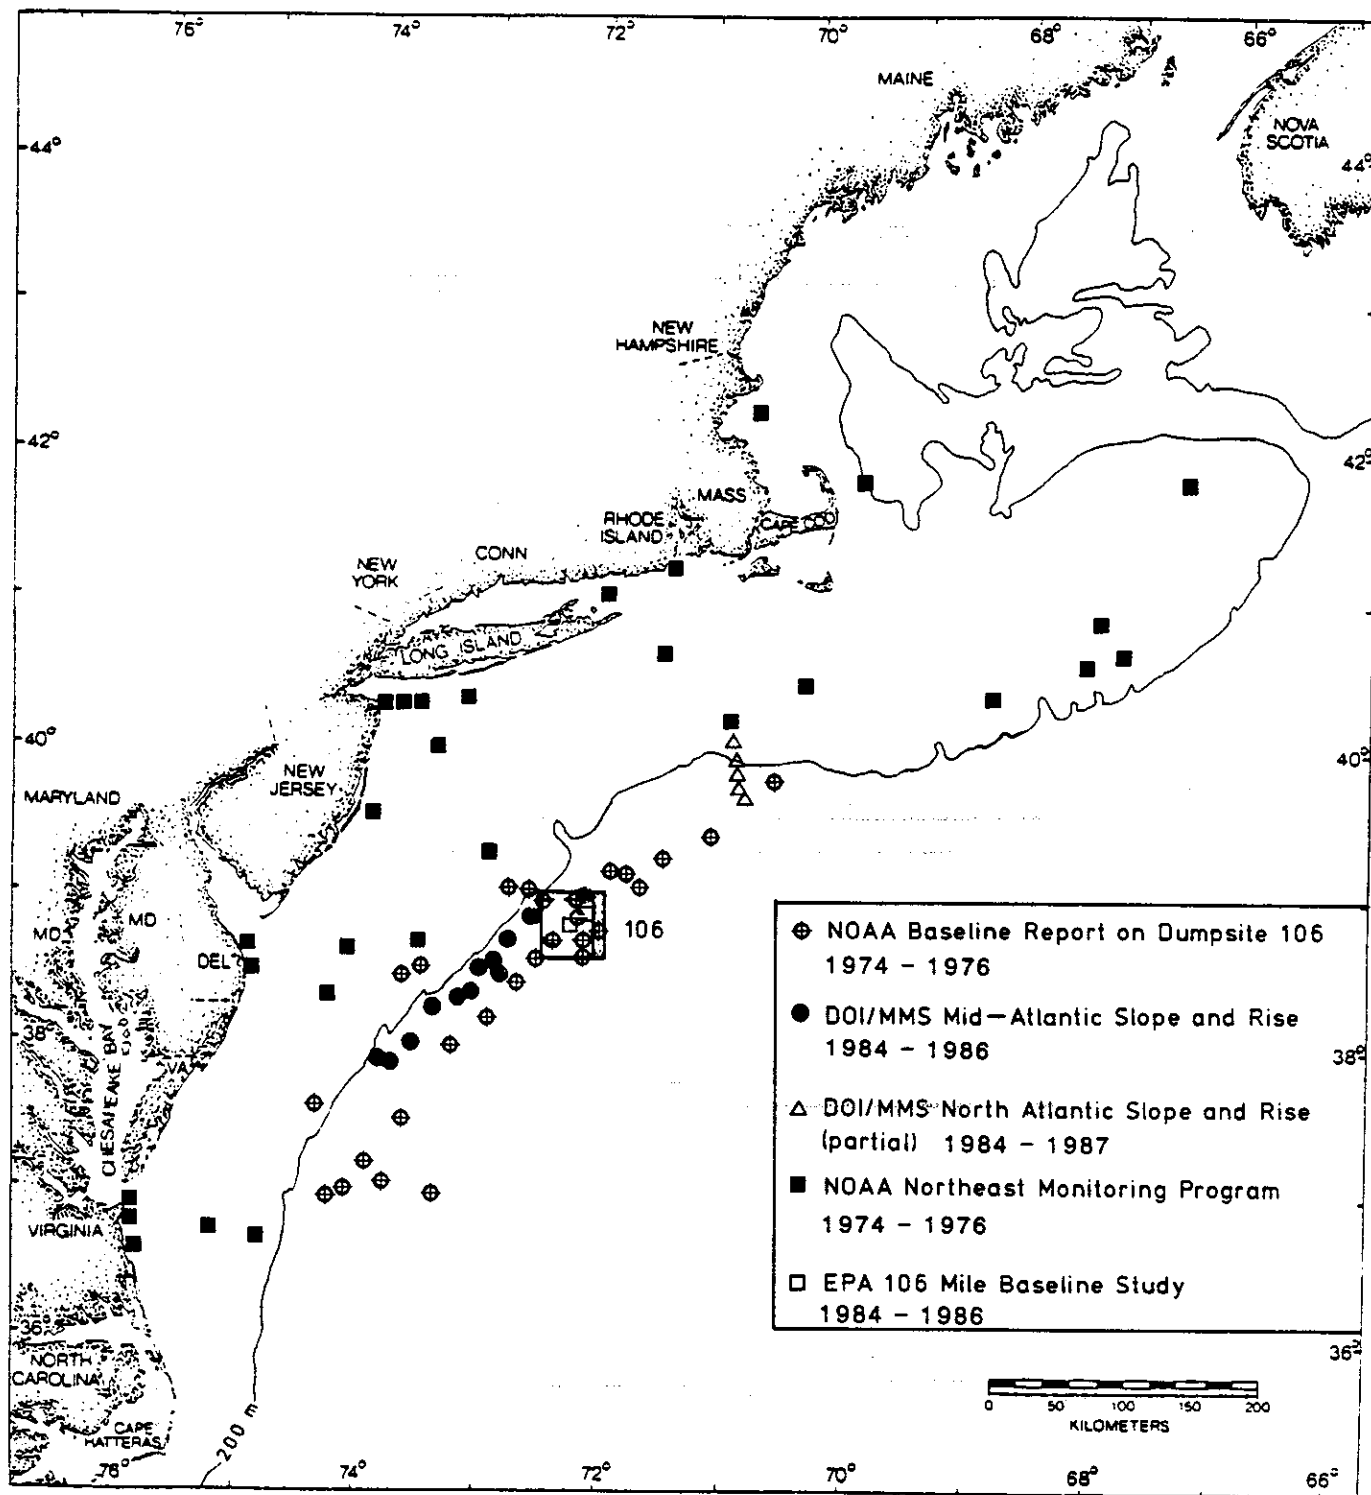 76° 74° 72° 70° 68° 66°
MAINE
NOVA
SCOTIA
44° 44°
NEW
HAMPSHIRE
42° 42°
MASS
CAPE COD
RHODE
ISLAND
CONN
NEW
YORK
LONG ISLAND
40° 40°
NEW
JERSEY
MARYLAND
MD MD
106
DEL
CHESAPEAKE BAY
38° 38°
VA
VIRGINIA
36° 36°
NORTH
CAROLINA
CAPE
HATTERAS
200 m
NOAA Baseline Report on Dumpsite 106
1974 - 1976
DOI/MMS Mid-Atlantic Slope and Rise
1984 - 1986
DOI/MMS North Atlantic Slope and Rise
(partial) 1984 - 1987
NOAA Northeast Monitoring Program
1974 - 1976
EPA 106 Mile Baseline Study
1984 - 1986
0 50 100 150 200
KILOMETERS
76° 74° 72° 70° 68° 66°